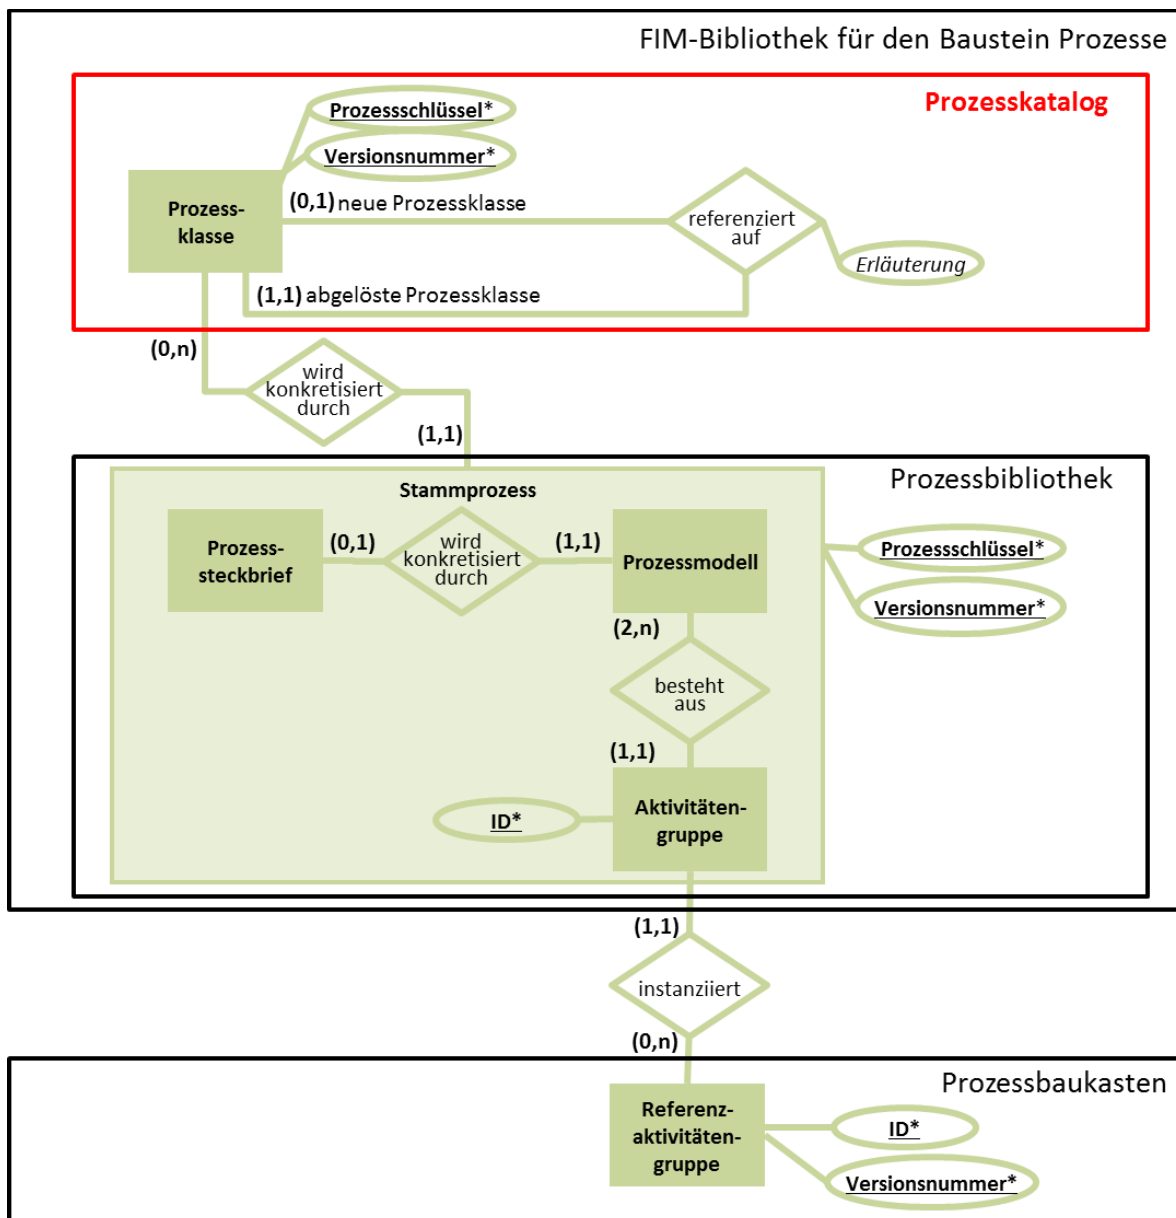 FIM-Bibliothek für den Baustein Prozesse
Prozesskatalog
Prozessschlüssel*
Versionsnummer*
Prozess-
klasse
(0,1) neue Prozessklasse
referenziert
auf
Erläuterung
(1,1) abgelöste Prozessklasse
(0,n)
wird
konkretisiert
durch
(1,1)
Prozessbibliothek
Stammprozess
Prozess-
steckbrief
(0,1)
wird
konkretisiert
durch
(1,1)
Prozessmodell
Prozessschlüssel*
Versionsnummer*
(2,n)
besteht
aus
(1,1)
ID*
Aktivitäten-
gruppe
(1,1)
instanziiert
(0,n)
Prozessbaukasten
Referenz-
aktivitäten-
gruppe
ID*
Versionsnummer*